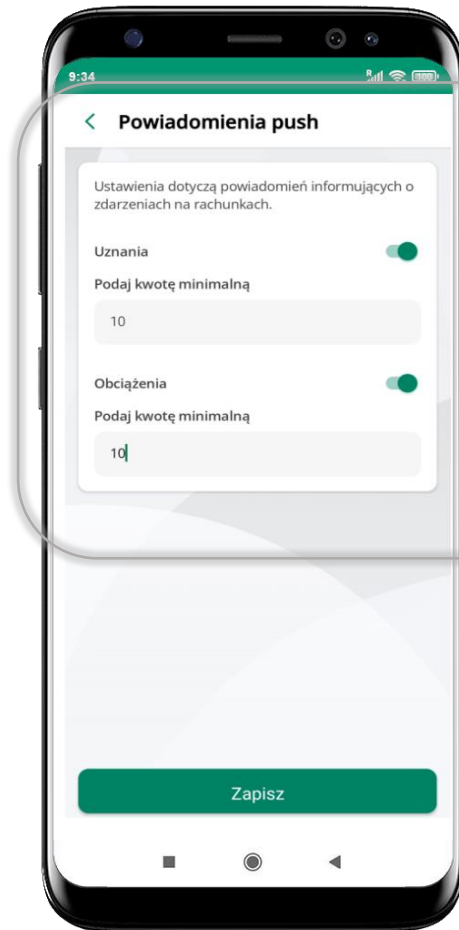 9:34
R
100
Powiadomienia push
Ustawienia dotyczą powiadomień informujących o
zdarzeniach na rachunkach.
Uznania
Podaj kwotę minimalną
10
Obciążenia
Podaj kwotę minimalną
10
Zapisz